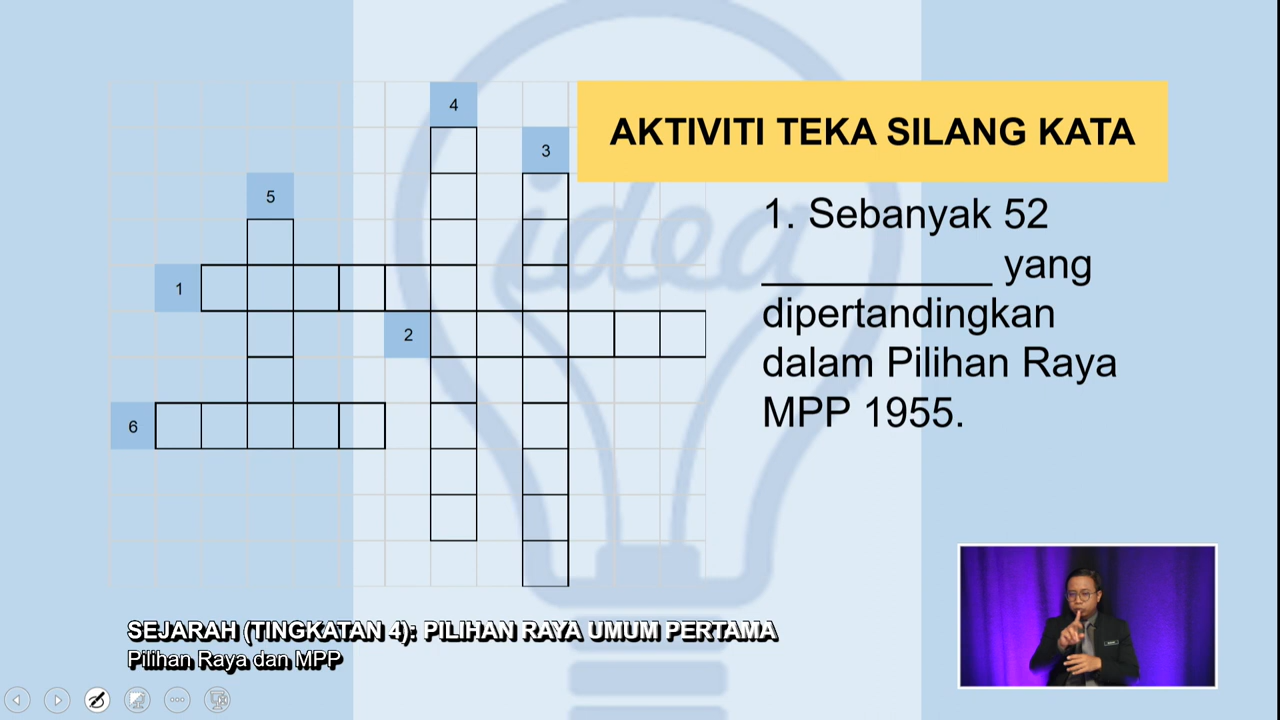 4
3
5
1
2
6
idea
AKTIVITI TEKA SILANG KATA
1. Sebanyak 52
__________ yang
dipertandingkan
dalam Pilihan Raya
MPP 1955.
SEJARAH (TINGKATAN 4): PILIHAN RAYA UMUM PERTAMA
Pilihan Raya dan MPP